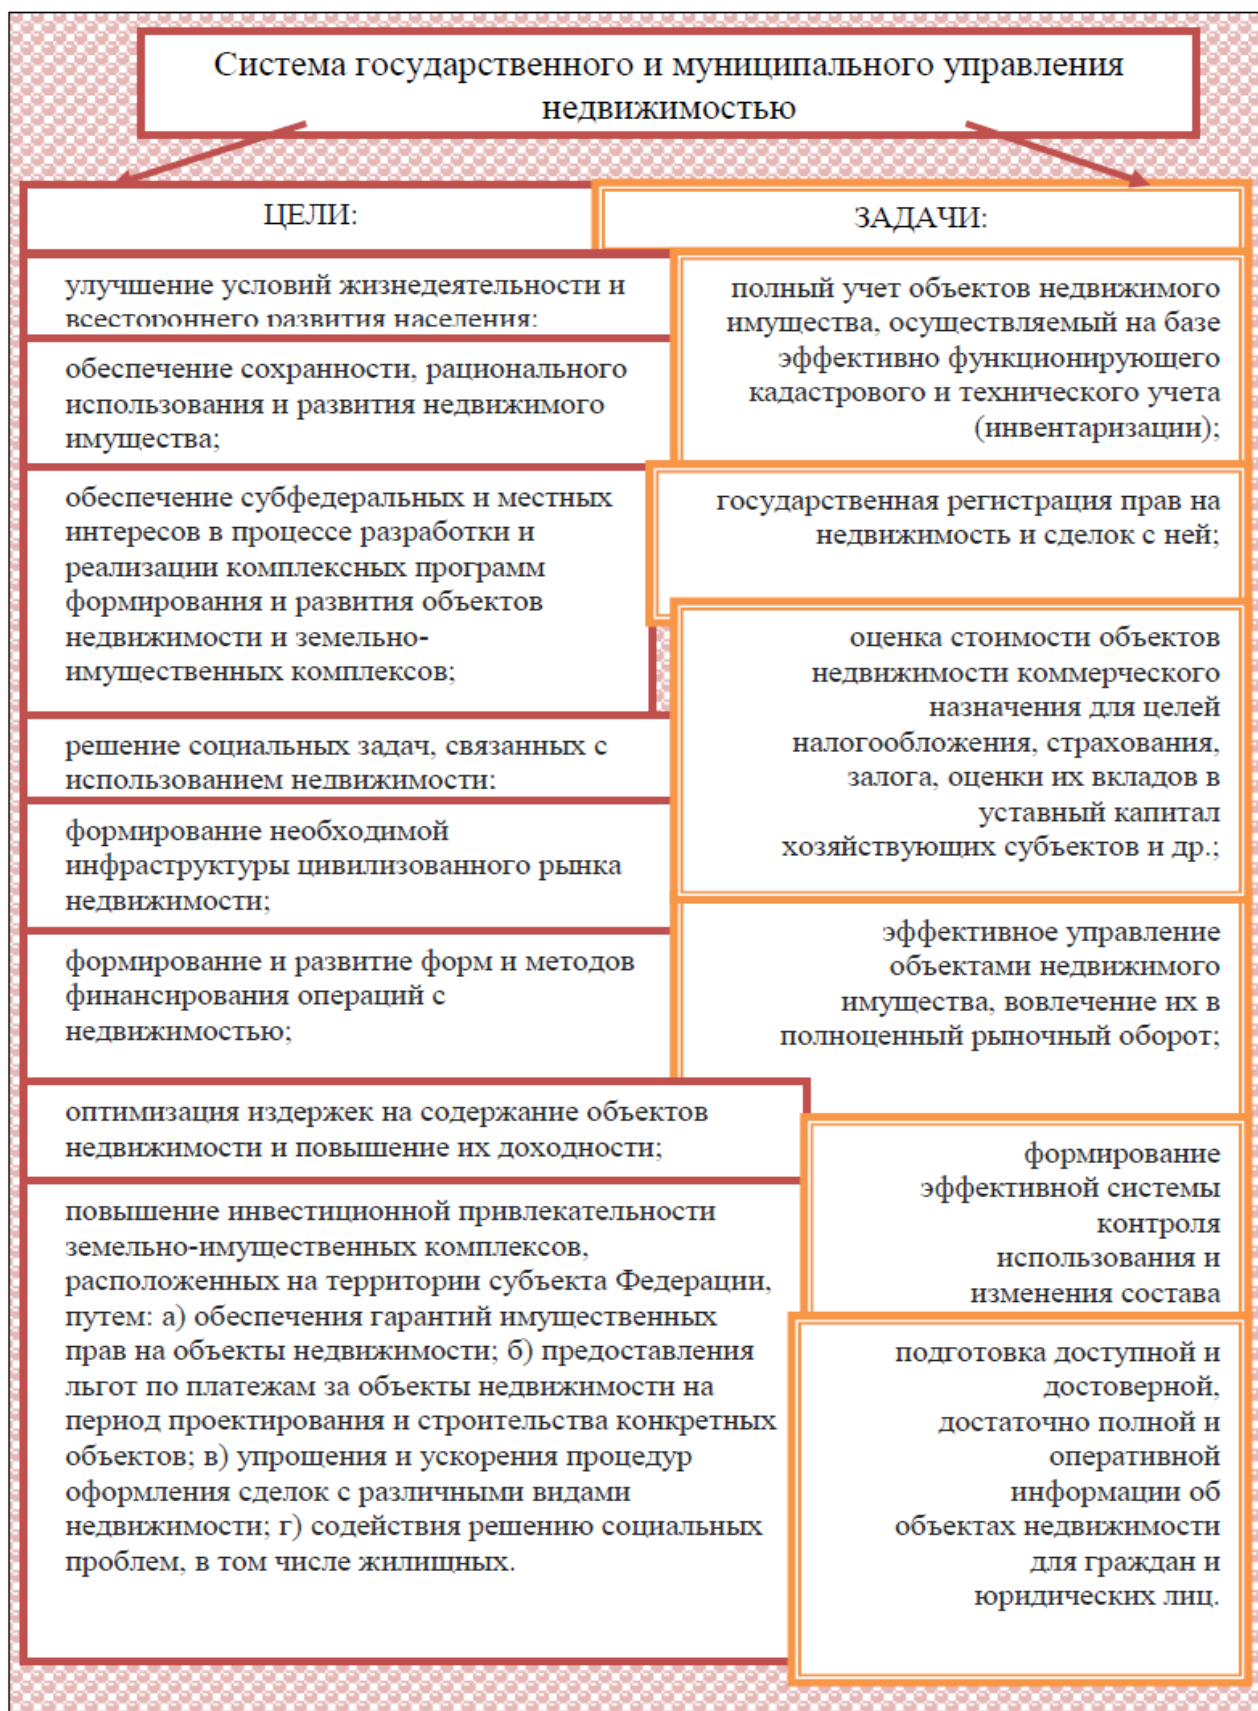 Система государственного и муниципального управления
недвижимостью
ЦЕЛИ:
улучшение условий жизнедеятельности и
всестороннего развития населения;
обеспечение сохранности, рационального
использования и развития недвижимого
имущества;
обеспечение субфедеральных и местных
интересов в процессе разработки и
реализации комплексных программ
формирования и развития объектов
недвижимости и земельно-
имущественных комплексов;
решение социальных задач, связанных с
использованием недвижимости;
формирование необходимой
инфраструктуры цивилизованного рынка
недвижимости;
формирование и развитие форм и методов
финансирования операций с
недвижимостью;
оптимизация издержек на содержание объектов
недвижимости и повышение их доходности;
повышение инвестиционной привлекательности
земельно-имущественных комплексов,
расположенных на территории субъекта Федерации,
путем: а) обеспечения гарантий имущественных
прав на объекты недвижимости; б) предоставления
льгот по платежам за объекты недвижимости на
период проектирования и строительства конкретных
объектов; в) упрощения и ускорения процедур
оформления сделок с различными видами
недвижимости; г) содействия решению социальных
проблем, в том числе жилищных.
ЗАДАЧИ:
полный учет объектов недвижимого
имущества, осуществляемый на базе
эффективно функционирующего
кадастрового и технического учета
(инвентаризации);
государственная регистрация прав на
недвижимость и сделок с ней;
оценка стоимости объектов
недвижимости коммерческого
назначения для целей
налогообложения, страхования,
залога, оценки их вкладов в
уставный капитал
хозяйствующих субъектов и др.;
эффективное управление
объектами недвижимого
имущества, вовлечение их в
полноценный рыночный оборот;
формирование
эффективной системы
контроля
использования и
изменения состава
подготовка доступной и
достоверной,
достаточно полной и
оперативной
информации об
объектах недвижимости
для граждан и
юридических лиц.